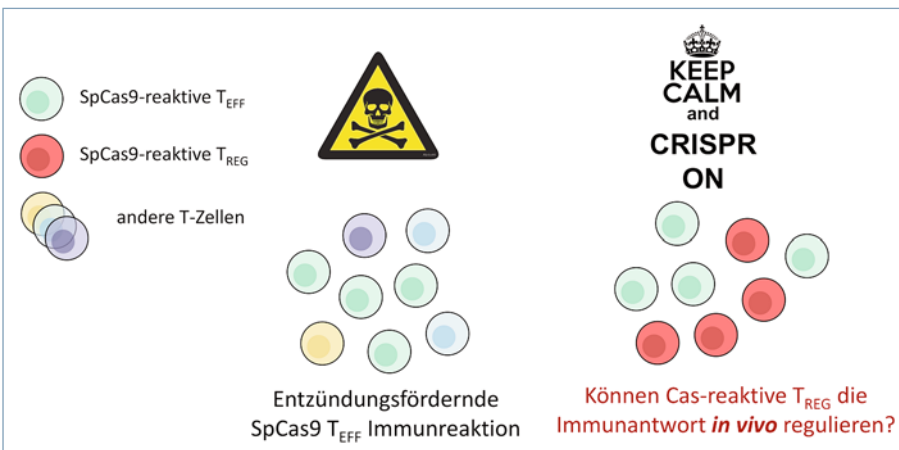 SpCas9-reaktive TEFF
SpCas9-reaktive TREG
andere T-Zellen
KEEP
CALM
and
CRISPR
ON
Entzündungsfördernde
SpCas9 TEFF Immunreaktion
Können Cas-reaktive TREG die
Immunantwort in vivo regulieren?